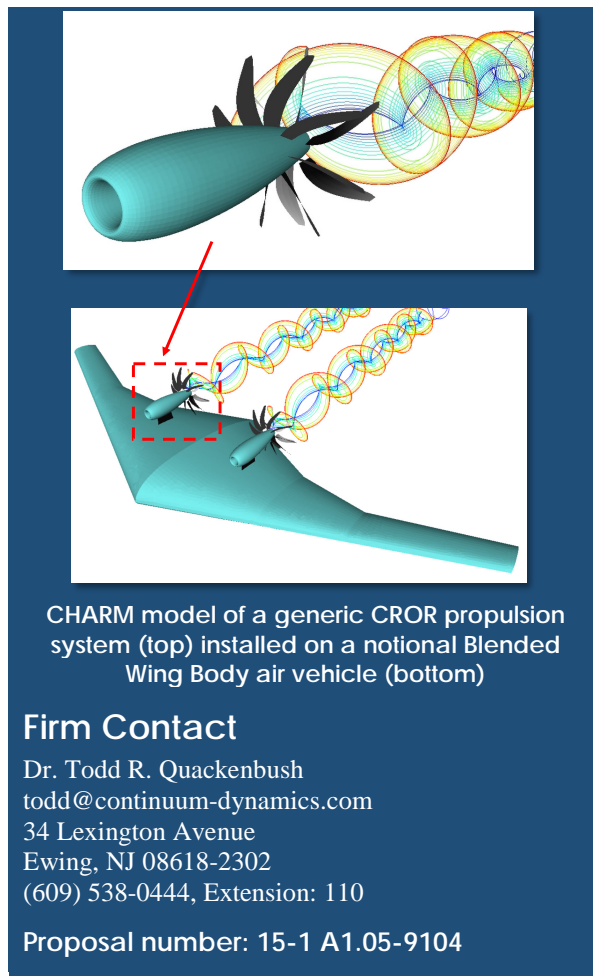 CHARM model of a generic CROR propulsion
system (top) installed on a notional Blended
Wing Body air vehicle (bottom)
Firm Contact
Dr. Todd R. Quackenbush
todd@continuum-dynamics.com
34 Lexington Avenue
Ewing, NJ 08618-2302
(609) 538-0444, Extension: 110
Proposal number: 15-1 A1.05-9104